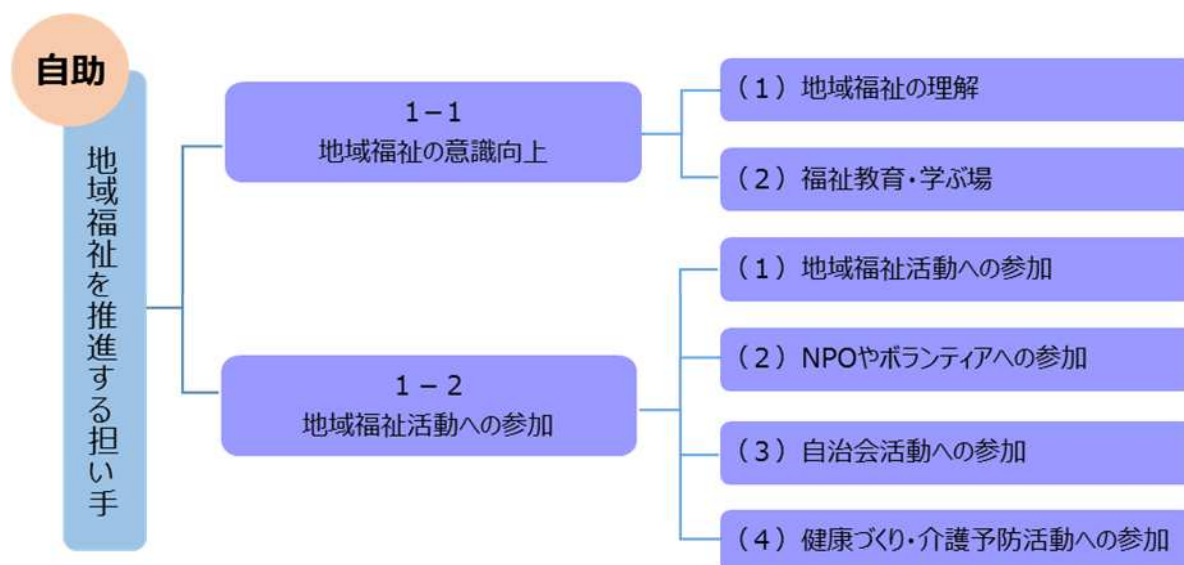 自助
地域福祉を推進する担い手
1－1
地域福祉の意識向上
（1）地域福祉の理解
（2）福祉教育・学ぶ場
1－2
地域福祉活動への参加
（1）地域福祉活動への参加
（2）NPOやボランティアへの参加
（3）自治会活動への参加
（4）健康づくり・介護予防活動への参加